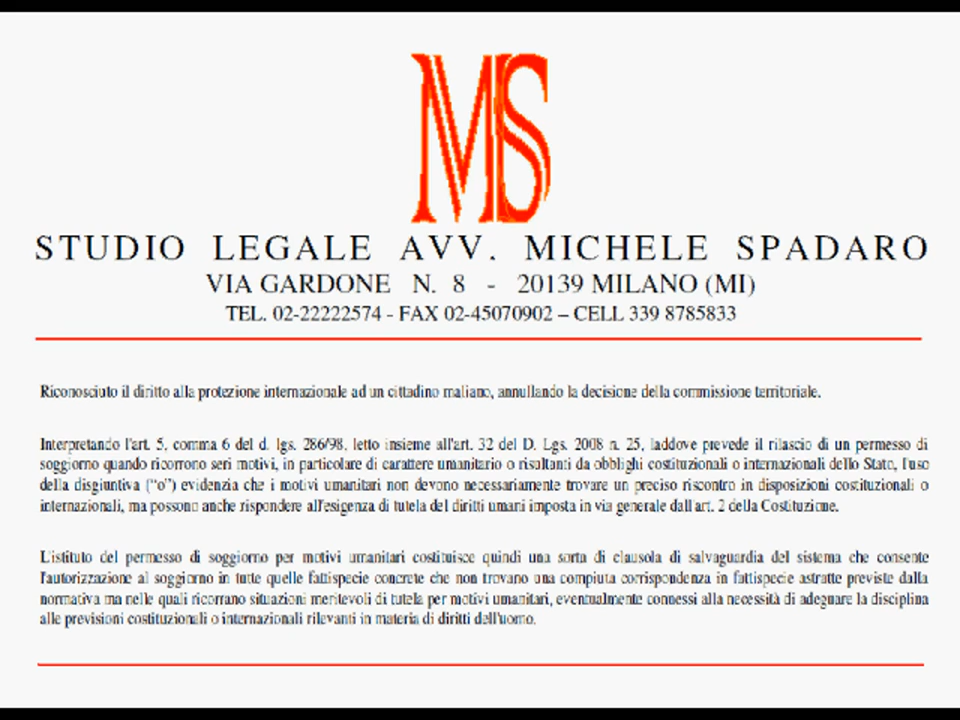 MS
STUDIO LEGALE AVV. MICHELE SPADARO
VIA GARDONE N. 8 - 20139 MILANO (MI)
TEL. 02-22222574 - FAX 02-45070902 – CELL 339 8785833
Riconosciuto il diritto alla protezione internazionale ad un cittadino maliano, annullando la decisione della commissione territoriale.
Interpretando l'art. 5, comma 6 del d. lgs. 286/98, letto insieme all'art. 32 del D. Lgs. 2008 n. 25, laddove prevede il rilascio di un permesso di
soggiorno quando ricorrono seri motivi, in particolare di carattere umanitario o risultanti da obblighi costituzionali o internazionali dello Stato, l'uso
della disgiuntiva ("o") evidenzia che i motivi umanitari non devono necessariamente trovare un preciso riscontro in disposizioni costituzionali o
internazionali, ma possono anche rispondere all'esigenza di tutela del diritti umani imposta in via generale dall'art. 2 della Costituzione.
L'istituto del permesso di soggiorno per motivi umanitari costituisce quindi una sorta di clausola di salvaguardia del sistema che consente
l'autorizzazione al soggiorno in tutte quelle fattispecie concrete che non trovano una compiuta corrispondenza in fattispecie astratte previste dalla
normativa ma nelle quali ricorrano situazioni meritevoli di tutela per motivi umanitari, eventualmente connessi alla necessità di adeguare la disciplina
alle previsioni costituzionali o internazionali rilevanti in materia di diritti dell'uomo.